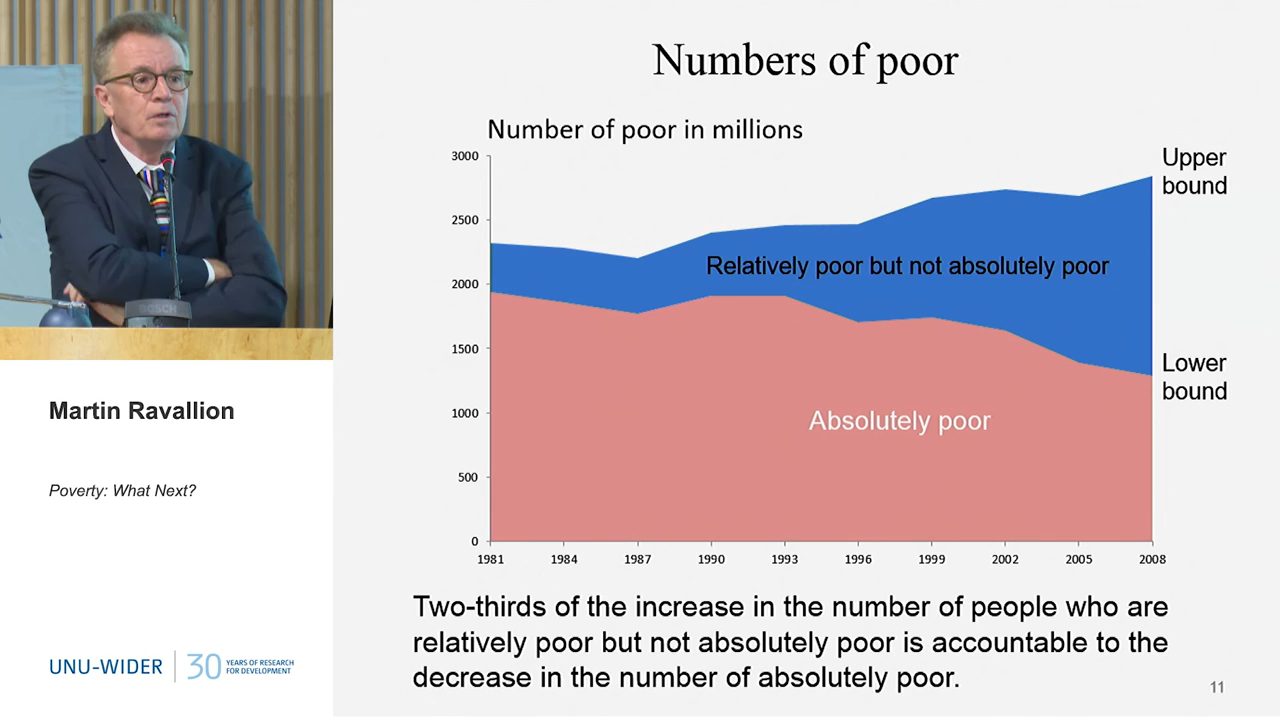 Numbers of poor
Number of poor in millions
3000
2500
2000
1500
1000
500
0
1981 1984 1987 1990 1993 1996 1999 2002 2005 2008
Upper
bound
Relatively poor but not absolutely poor
Lower
bound
Absolutely poor
Two-thirds of the increase in the number of people who are
relatively poor but not absolutely poor is accountable to the
decrease in the number of absolutely poor.
11
BOSCH
Martin Ravallion
Poverty: What Next?
UNU-WIDER
30 YEARS OF RESEARCH
FOR DEVELOPMENT